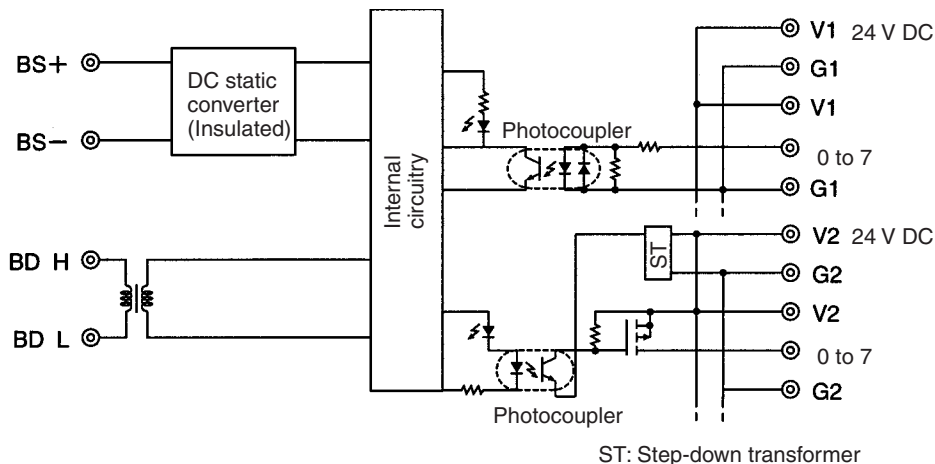 BS+
BS−
DC static
converter
(Insulated)
BD H
BD L
Internal
circuitry
Photocoupler
V1 24 V DC
G1
V1
0 to 7
G1
ST
V2 24 V DC
G2
V2
0 to 7
G2
Photocoupler
ST: Step-down transformer